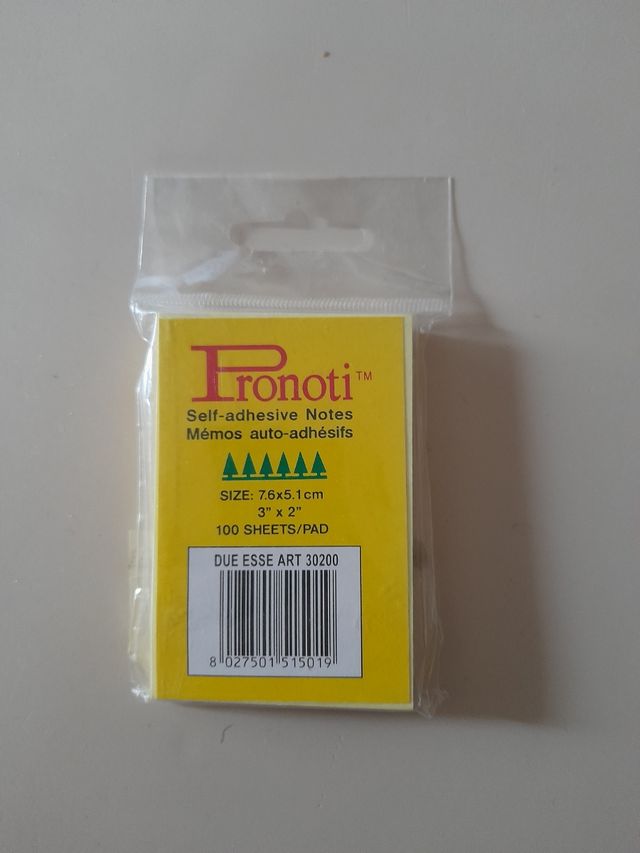 Pronoti™
Self-adhesive Notes
Mémos auto-adhésifs
SIZE: 7.6x5.1cm
3” x 2”
100 SHEETS/PAD
DUE ESSE ART 30200
8 027501 515019